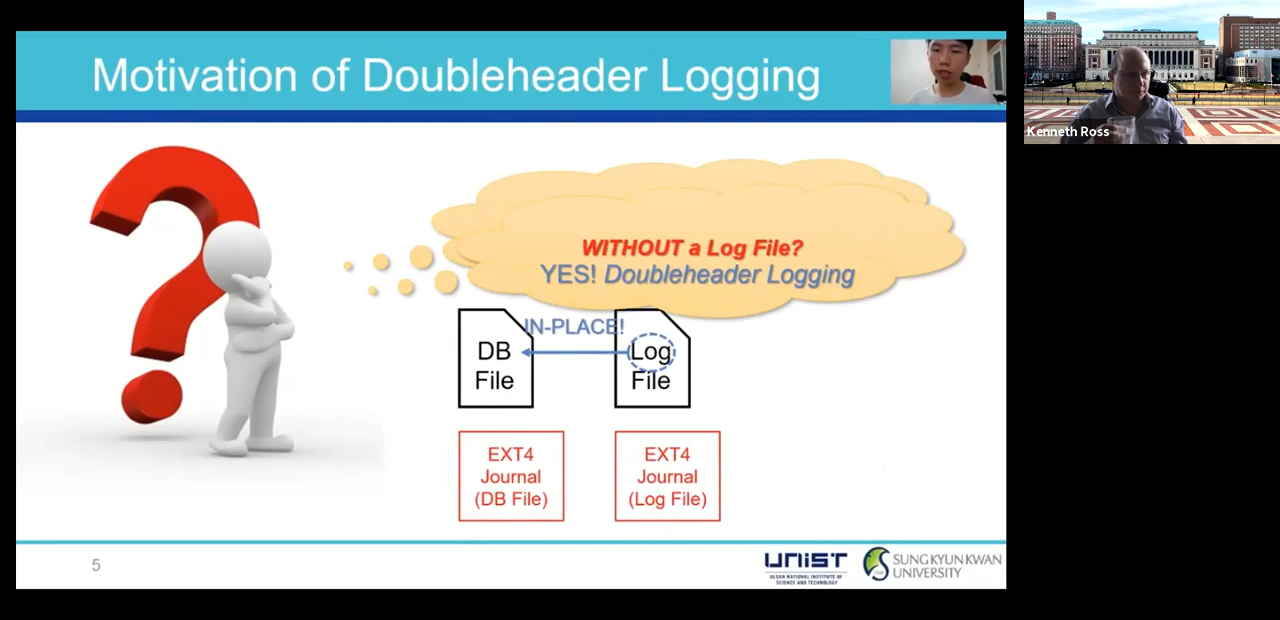 Motivation of Doubleheader Logging
Kenneth Ross
WITHOUT a Log File?
YES! Doubleheader Logging
IN-PLACE!
DB
File
Log
File
EXT4
Journal
(DB File)
EXT4
Journal
(Log File)
5
UNIST
ULSAN NATIONAL INSTITUTE OF
SCIENCE AND TECHNOLOGY
SUNG KYUN KWAN
UNIVERSITY